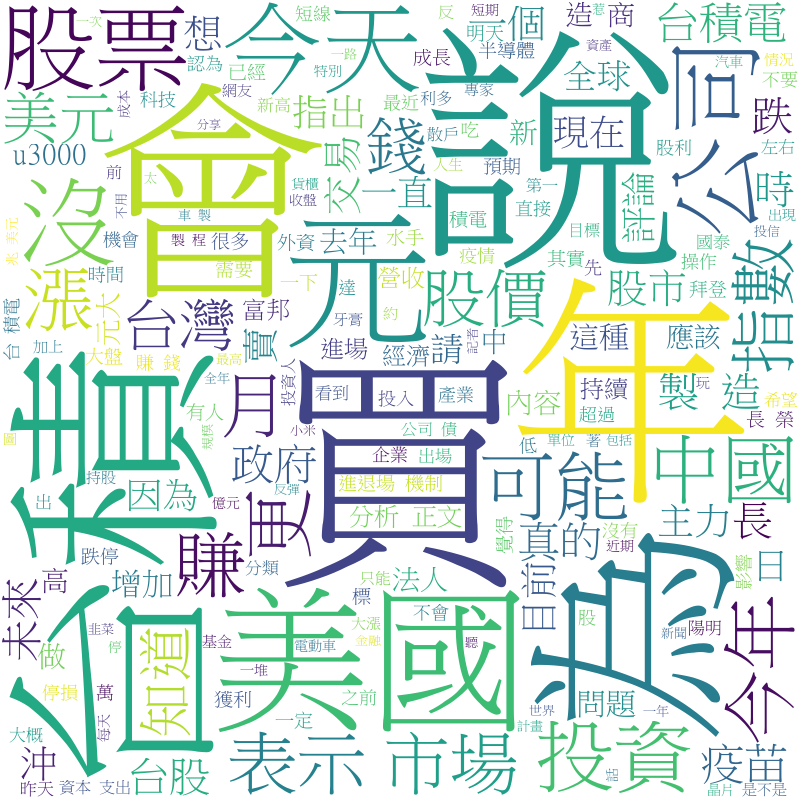 股票
想
今天
說
個
造
商
台積電
一次
短線
反
短期
惹
資產
明天
半導體
一路
成長
特別
全球
公司
汽車
情況
不要
認為
已經
美元
成本
科技
網友
新高
指出
最近
利多
專家
跌
u3000
會
分享
易
錢
散戶
吃
新
現在
股利
左右
前
太
人生
預期
時
沒
不用
貨櫃
收盤
交
一直
積電
直接
第一
評論
出現
投信
目標
兆 美元
車 製
製 程
機會
很多
外資
去年
元
水手
疫情
其實
先
國泰
操作
指數
漲
時間
需要
一下
營收
股價
股市
拜登
元大
達
牙膏
約
年
台灣
富邦
賣
進場
經濟
請
記者
中
這種
應該
台 積電
加上
大盤
賺 錢
最高
全年
投資人
看到
投入
產業
買
內容
持續
超過
製 造
玩
希望
長 榮
圖
規模
有人
小米
公司 債
低
單位
著
包括
積
月
政府
企業
出場
可能
中國
持股
出
因為
億元
反彈
更
進退場 機制
分析 正文
覺得
真的
沒有
主力
近期
長
跌停
未來
高
增加
分類
賺
法人
只能
目前
影響
日
韭菜
停
做
知道
基金
美國
電動車
標
不會
大漲
金融
聽
為
股
陽明
新聞
今年
停損
萬
一堆
獲利
之前
大概
每天
沖
一定
問題
世界
一年
計畫
疫苗
台股
表示
市場
投資
話
昨天
資本 支出
晶片
是不是